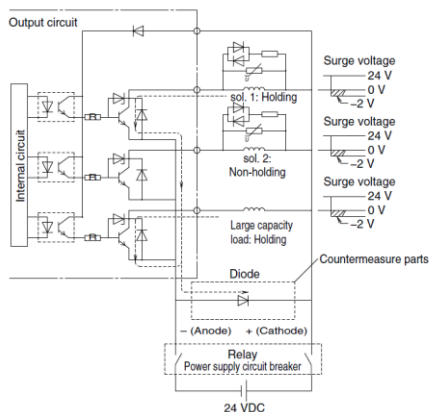 Output circuit
Surge voltage
24 V
0 V
–2 V
sol. 1: Holding
Surge voltage
24 V
0 V
–2 V
sol. 2:
Non-holding
Surge voltage
24 V
0 V
–2 V
Internal circuit
Large capacity
load: Holding
Countermeasure parts
Diode
– (Anode) + (Cathode)
Relay
Power supply circuit breaker
24 VDC